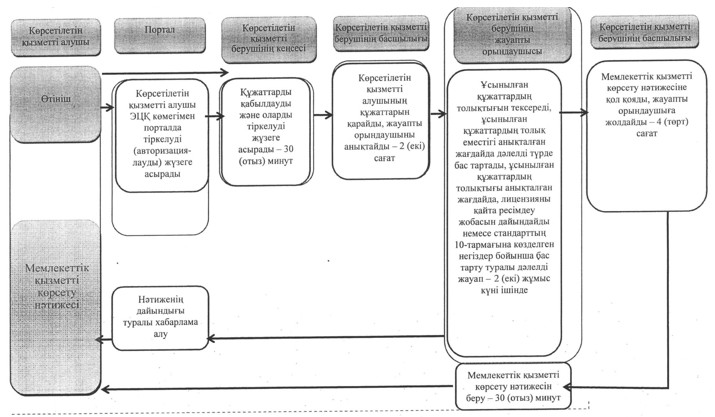 Көрсетілетін
қызметті алушы
Портал
Көрсетілетін
қызметті
берушінің кеңсесі
Көрсетілетін қызметті
берушінің басшылығы
Көрсетілетін қызметті
берушінің
жауапты
орындаушысы
Көрсетілетін қызметті
берушінің басшылығы
Өтініш
Көрсетілетін
қызметті алушы
ЭЦҚ көмегімен
порталда
тіркелуді
(авторизация-
лауды) жүзеге
асырады
Құжаттарды
қабылдауды
және оларды
тіркелуді
жүзеге
асырады – 30
(отыз) минут
Көрсетілетін
қызметті
алушының
құжаттарын
қарайды, жауапты
орындаушыны
анықтайды – 2 (екі)
сағат
Ұсынылған
құжаттардың
толықтығын тексереді,
ұсынылған
құжаттардың толық
еместігі анықталған
жағдайда дәлелді түрде
бас тартады, ұсынылған
құжаттардың
толықтығы анықталған
жағдайда, лицензияны
қайта ресімдеу
жобасын дайындайды
немесе стандарттың
10-тармағына көзделген
негіздер бойынша бас
тарту туралы дәлелді
жауап – 2 (екі) жұмыс
күні ішінде
Мемлекеттік қызметті
көрсету нәтижесіне
қол қояды, жауапты
орындаушыға
жолдайды – 4 (төрт)
сағат
Мемлекеттік
қызметті
көрсету
нәтижесі
Нәтиженің
дайындығы
туралы хабарлама
алу
Мемлекеттік қызметті
көрсету нәтижесін
беру – 30 (отыз) минут